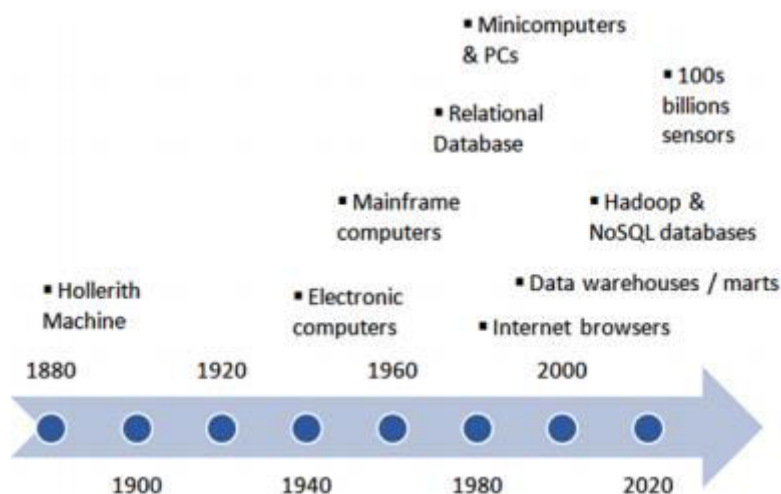 ▪ Minicomputers
& PCs
▪ 100s
billions
sensors
▪ Relational
Database
▪ Mainframe
computers
▪ Hadoop &
NoSQL databases
▪ Hollerith
Machine
▪ Electronic
computers
▪ Data warehouses / marts
▪ Internet browsers
1880
1920
1960
2000
1900
1940
1980
2020